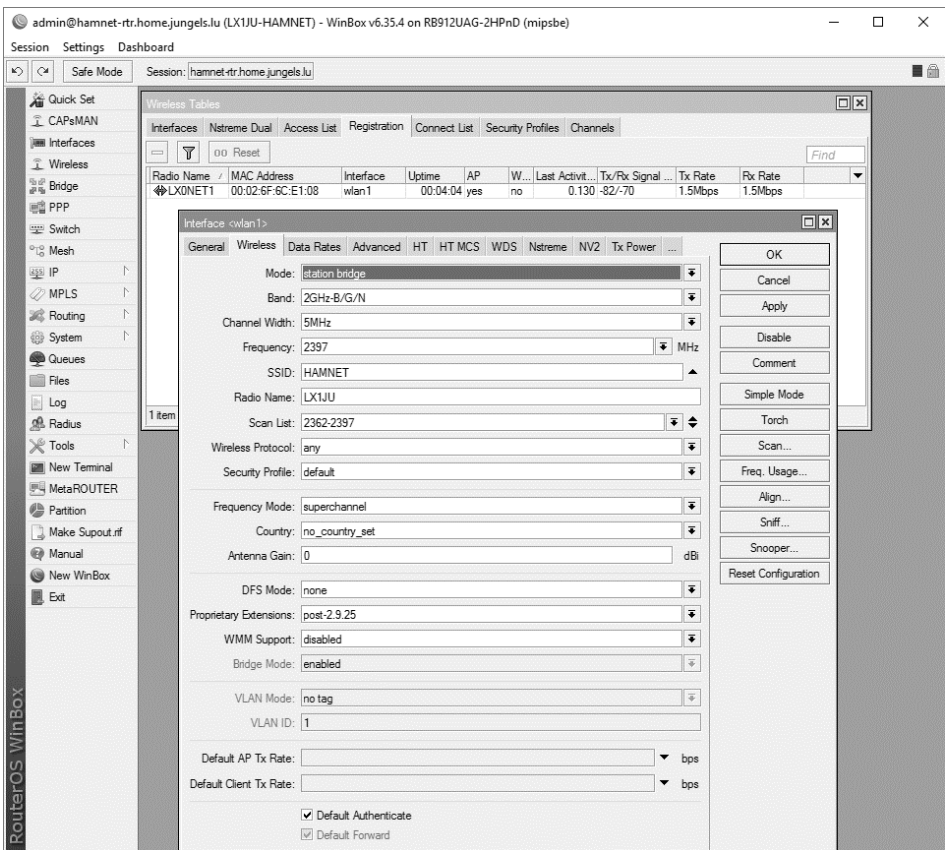 admin@hamnet-rtr.home.jungels.lu (LX1JU-HAMNET) - WinBox v6.35.4 on RB912UAG-2HPnD (mipsbe)
Session Settings Dashboard
Safe Mode Session: hamnet-rtr.home.jungels.lu
Quick Set
CAPsMAN
Interfaces
Wireless
Bridge
PPP
Switch
Mesh
IP
MPLS
Routing
System
Queues
Files
Log
Radius
Tools
New Terminal
MetaROUTER
Partition
Make Supout.rif
Manual
New WinBox
Exit
RouterOS WinBox
Wireless Tables
Interfaces Nstreme Dual Access List Registration Connect List Security Profiles Channels
00 Reset Find
Radio Name / MAC Address Interface Uptime AP W... Last Activit... Tx/Rx Signal ... Tx Rate Rx Rate
LX0NET1 00:02:6F:6C:E1:08 wlan1 00:04:04 yes no 0.130 -82/-70 1.5Mbps 1.5Mbps
1 item
Interface <wlan1>
General Wireless Data Rates Advanced HT HT MCS WDS Nstreme NV2 Tx Power ...
Mode: station bridge
Band: 2GHz-B/G/N
Channel Width: 5MHz
Frequency: 2397 MHz
SSID: HAMNET
Radio Name: LX1JU
Scan List: 2362-2397
Wireless Protocol: any
Security Profile: default
Frequency Mode: superchannel
Country: no_country_set
Antenna Gain: 0 dBi
DFS Mode: none
Proprietary Extensions: post-2.9.25
WMM Support: disabled
Bridge Mode: enabled
VLAN Mode: no tag
VLAN ID: 1
Default AP Tx Rate: bps
Default Client Tx Rate: bps
Default Authenticate
Default Forward
OK
Cancel
Apply
Disable
Comment
Simple Mode
Torch
Scan...
Freq. Usage...
Align...
Sniff...
Snooper...
Reset Configuration